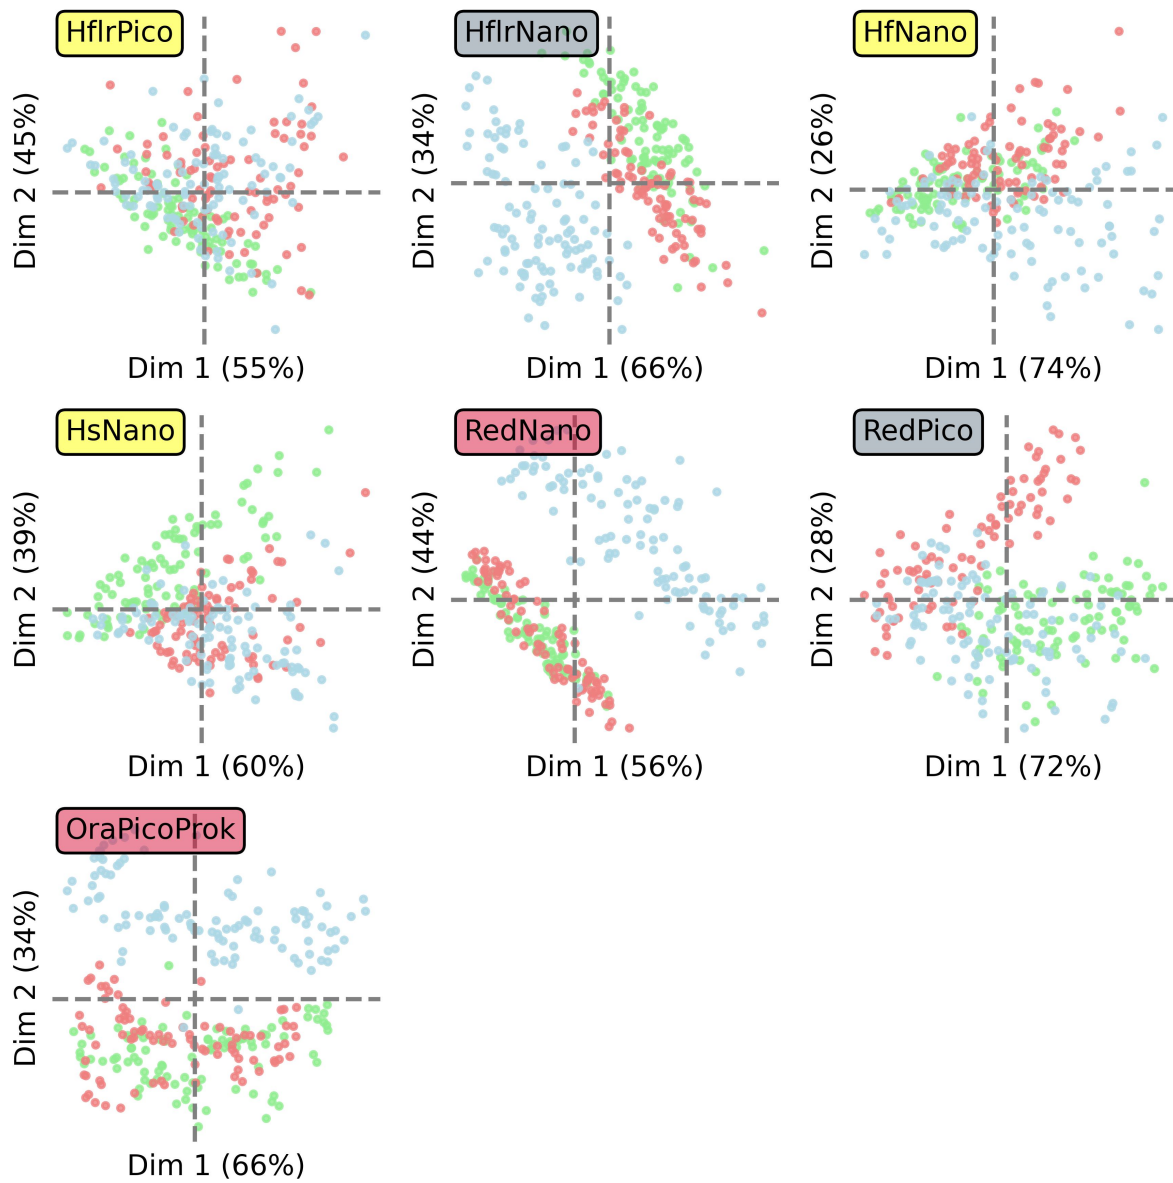 HflrPico
Dim 2 (45%)
Dim 1 (55%)
HflrNano
Dim 2 (34%)
Dim 1 (66%)
HfNano
Dim 2 (26%)
Dim 1 (74%)
HsNano
Dim 2 (39%)
Dim 1 (60%)
RedNano
Dim 2 (44%)
Dim 1 (56%)
RedPico
Dim 2 (28%)
Dim 1 (72%)
OraPicoProk
Dim 2 (34%)
Dim 1 (66%)